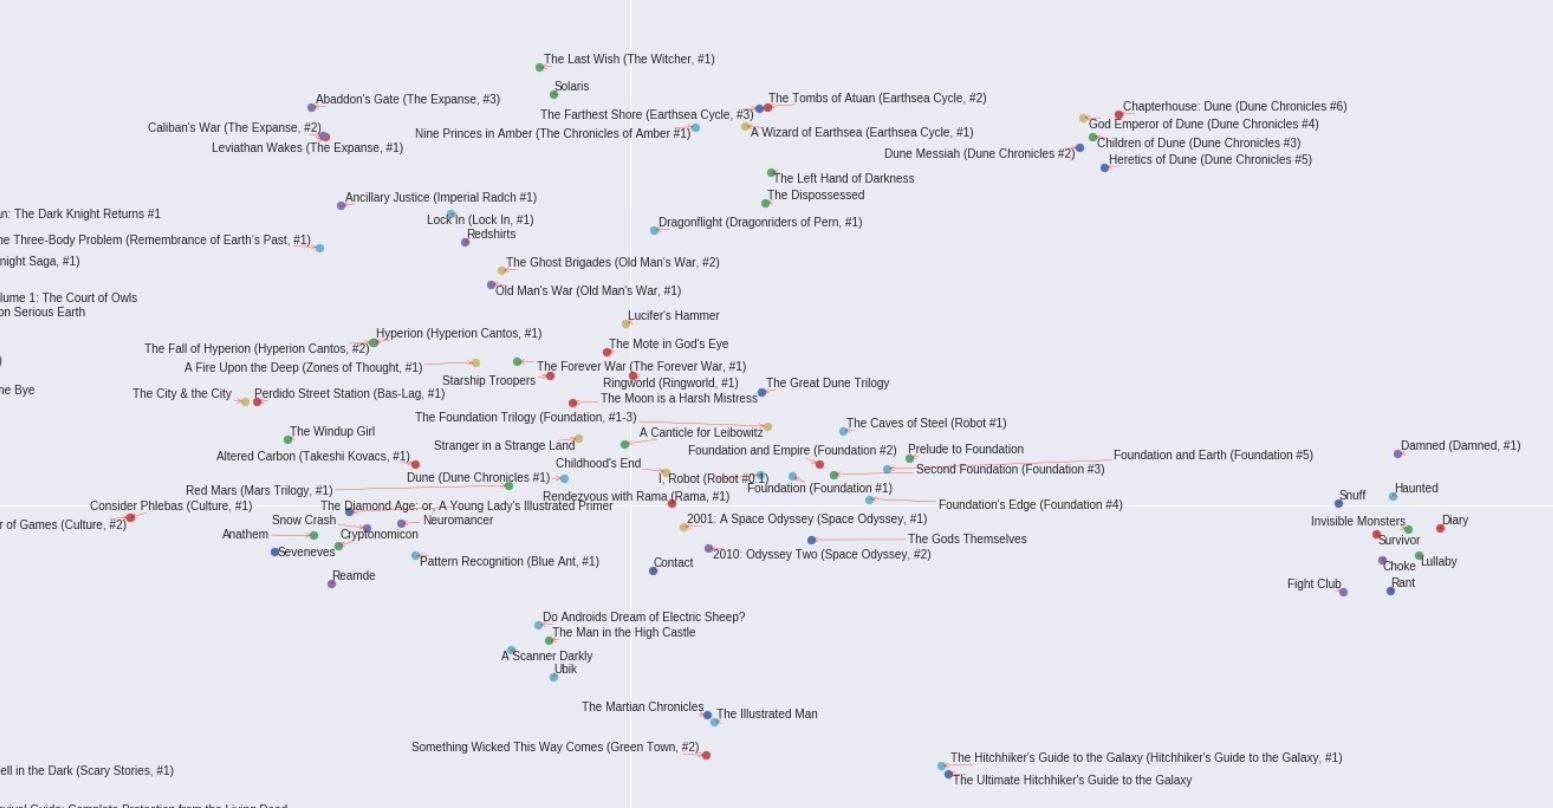 The Last Wish (The Witcher, #1)
Solaris
Abaddon's Gate (The Expanse, #3)
The Tombs of Atuan (Earthsea Cycle, #2)
Chapterhouse: Dune (Dune Chronicles #6)
The Farthest Shore (Earthsea Cycle, #3)
God Emperor of Dune (Dune Chronicles #4)
Caliban's War (The Expanse, #2)
Nine Princes in Amber (The Chronicles of Amber #1)
A Wizard of Earthsea (Earthsea Cycle, #1)
Children of Dune (Dune Chronicles #3)
Leviathan Wakes (The Expanse, #1)
Dune Messiah (Dune Chronicles #2)
Heretics of Dune (Dune Chronicles #5)
The Left Hand of Darkness
The Dispossessed
Ancillary Justice (Imperial Radch #1)
n: The Dark Knight Returns #1
Lock In (Lock In, #1)
Dragonflight (Dragonriders of Pern, #1)
Redshirts
e Three-Body Problem (Remembrance of Earth's Past, #1)
night Saga, #1)
The Ghost Brigades (Old Man's War, #2)
Old Man's War (Old Man's War, #1)
lume 1: The Court of Owls
on Serious Earth
Lucifer's Hammer
Hyperion (Hyperion Cantos, #1)
The Mote in God's Eye
The Fall of Hyperion (Hyperion Cantos, #2)
)
A Fire Upon the Deep (Zones of Thought, #1)
The Forever War (The Forever War, #1)
Starship Troopers
Ringworld (Ringworld, #1)
The Great Dune Trilogy
ne Bye
The City & the City
Perdido Street Station (Bas-Lag, #1)
The Moon is a Harsh Mistress
The Foundation Trilogy (Foundation, #1-3)
The Caves of Steel (Robot #1)
The Windup Girl
A Canticle for Leibowitz
Stranger in a Strange Land
Damned (Damned, #1)
Foundation and Empire (Foundation #2)
Prelude to Foundation
Altered Carbon (Takeshi Kovacs, #1)
Foundation and Earth (Foundation #5)
Childhood's End
Second Foundation (Foundation #3)
Dune (Dune Chronicles #1)
I, Robot (Robot #0.1)
Foundation (Foundation #1)
Haunted
Red Mars (Mars Trilogy, #1)
Rendezvous with Rama (Rama, #1)
Snuff
Consider Phlebas (Culture, #1)
The Diamond Age: or, A Young Lady's Illustrated Primer
Foundation's Edge (Foundation #4)
Snow Crash
Neuromancer
2001: A Space Odyssey (Space Odyssey, #1)
Invisible Monsters
Diary
r of Games (Culture, #2)
Anathem
Cryptonomicon
The Gods Themselves
Survivor
Seveneves
2010: Odyssey Two (Space Odyssey, #2)
Pattern Recognition (Blue Ant, #1)
Contact
Choke
Lullaby
Reamde
Fight Club
Rant
Do Androids Dream of Electric Sheep?
The Man in the High Castle
A Scanner Darkly
Ubik
The Martian Chronicles
The Illustrated Man
Something Wicked This Way Comes (Green Town, #2)
The Hitchhiker's Guide to the Galaxy (Hitchhiker's Guide to the Galaxy, #1)
ell in the Dark (Scary Stories, #1)
The Ultimate Hitchhiker's Guide to the Galaxy
vival Guide: Complete Protection from the Living Dead